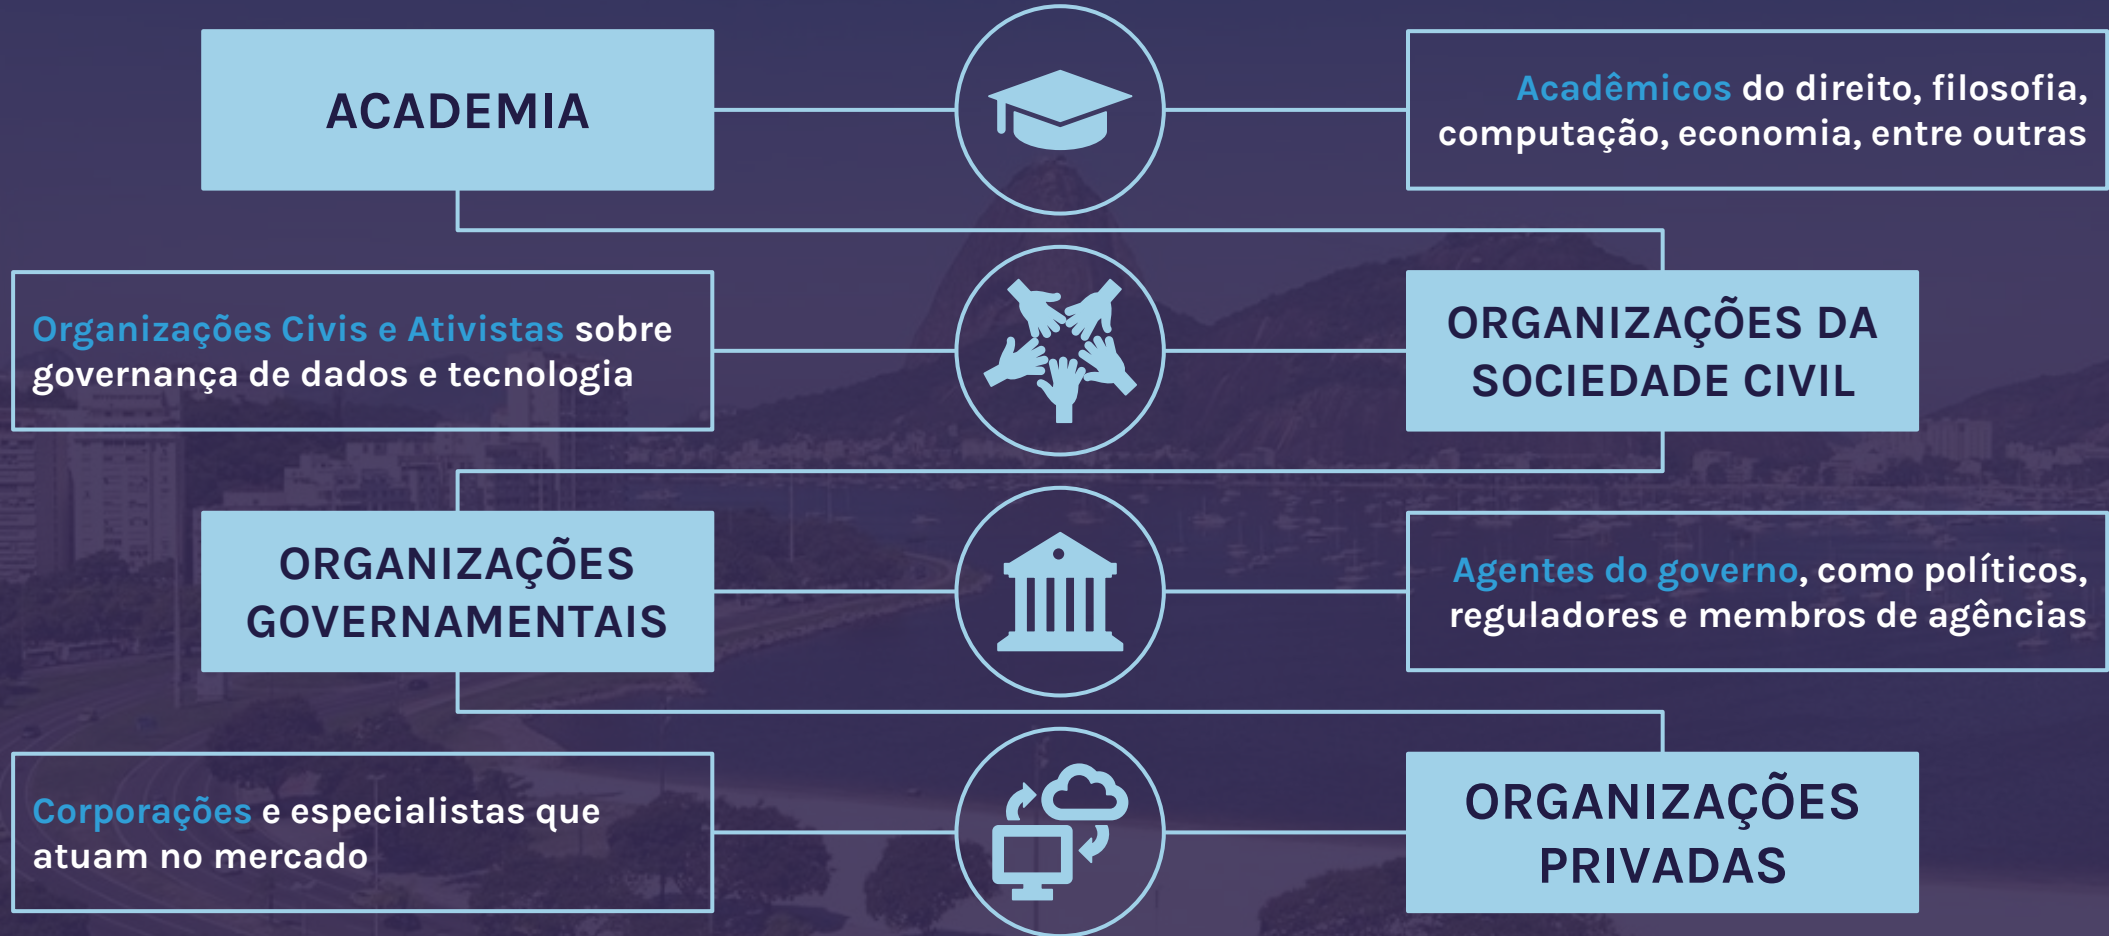 ACADEMIA
Acadêmicos do direito, filosofia,
computação, economia, entre outras
Organizações Civis e Ativistas sobre
governança de dados e tecnologia
ORGANIZAÇÕES DA
SOCIEDADE CIVIL
ORGANIZAÇÕES
GOVERNAMENTAIS
Agentes do governo, como políticos,
reguladores e membros de agências
Corporações e especialistas que
atuam no mercado
ORGANIZAÇÕES
PRIVADAS